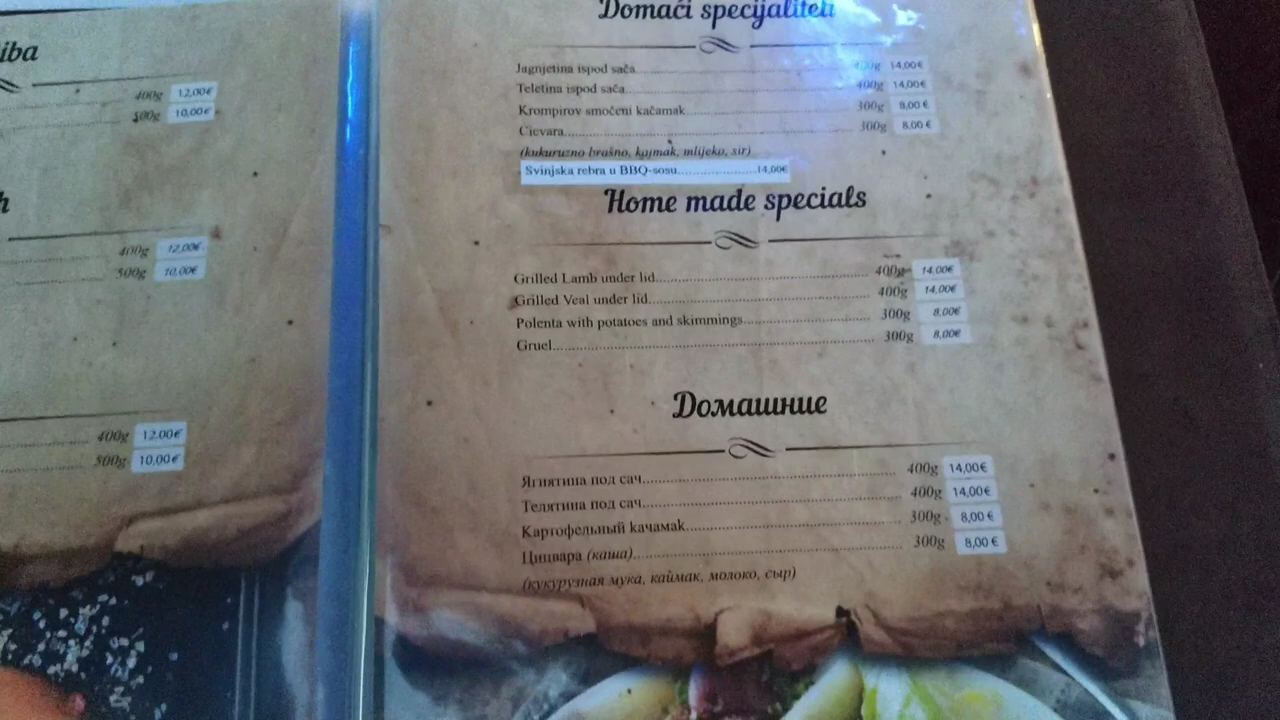 iba
400g 12,00€
500g 10,00€
h
400g 12,00€
500g 10,00€
400g 12,00€
500g 10,00€
Domaći specijaliteti
Jagnjetina ispod sača 400g 14,00€
Teletina ispod sača 400g 14,00€
Krompirov smočeni kačamak 300g 8,00€
Cicvara 300g 8,00€
(kukuruzno brašno, kajmak, mlijeko, sir)
Svinjska rebra u BBQ-sosu 14,00€
Home made specials
Grilled Lamb under lid 400g 14,00€
Grilled Veal under lid 400g 14,00€
Polenta with potatoes and skimmings 300g 8,00€
Gruel 300g 8,00€
Домашние
Ягнятина под сач 400g 14,00€
Телятина под сач 400g 14,00€
Картофельный качамак 300g 8,00€
Цицвара (каша) 300g 8,00€
(кукурузная мука, каймак, молоко, сыр)